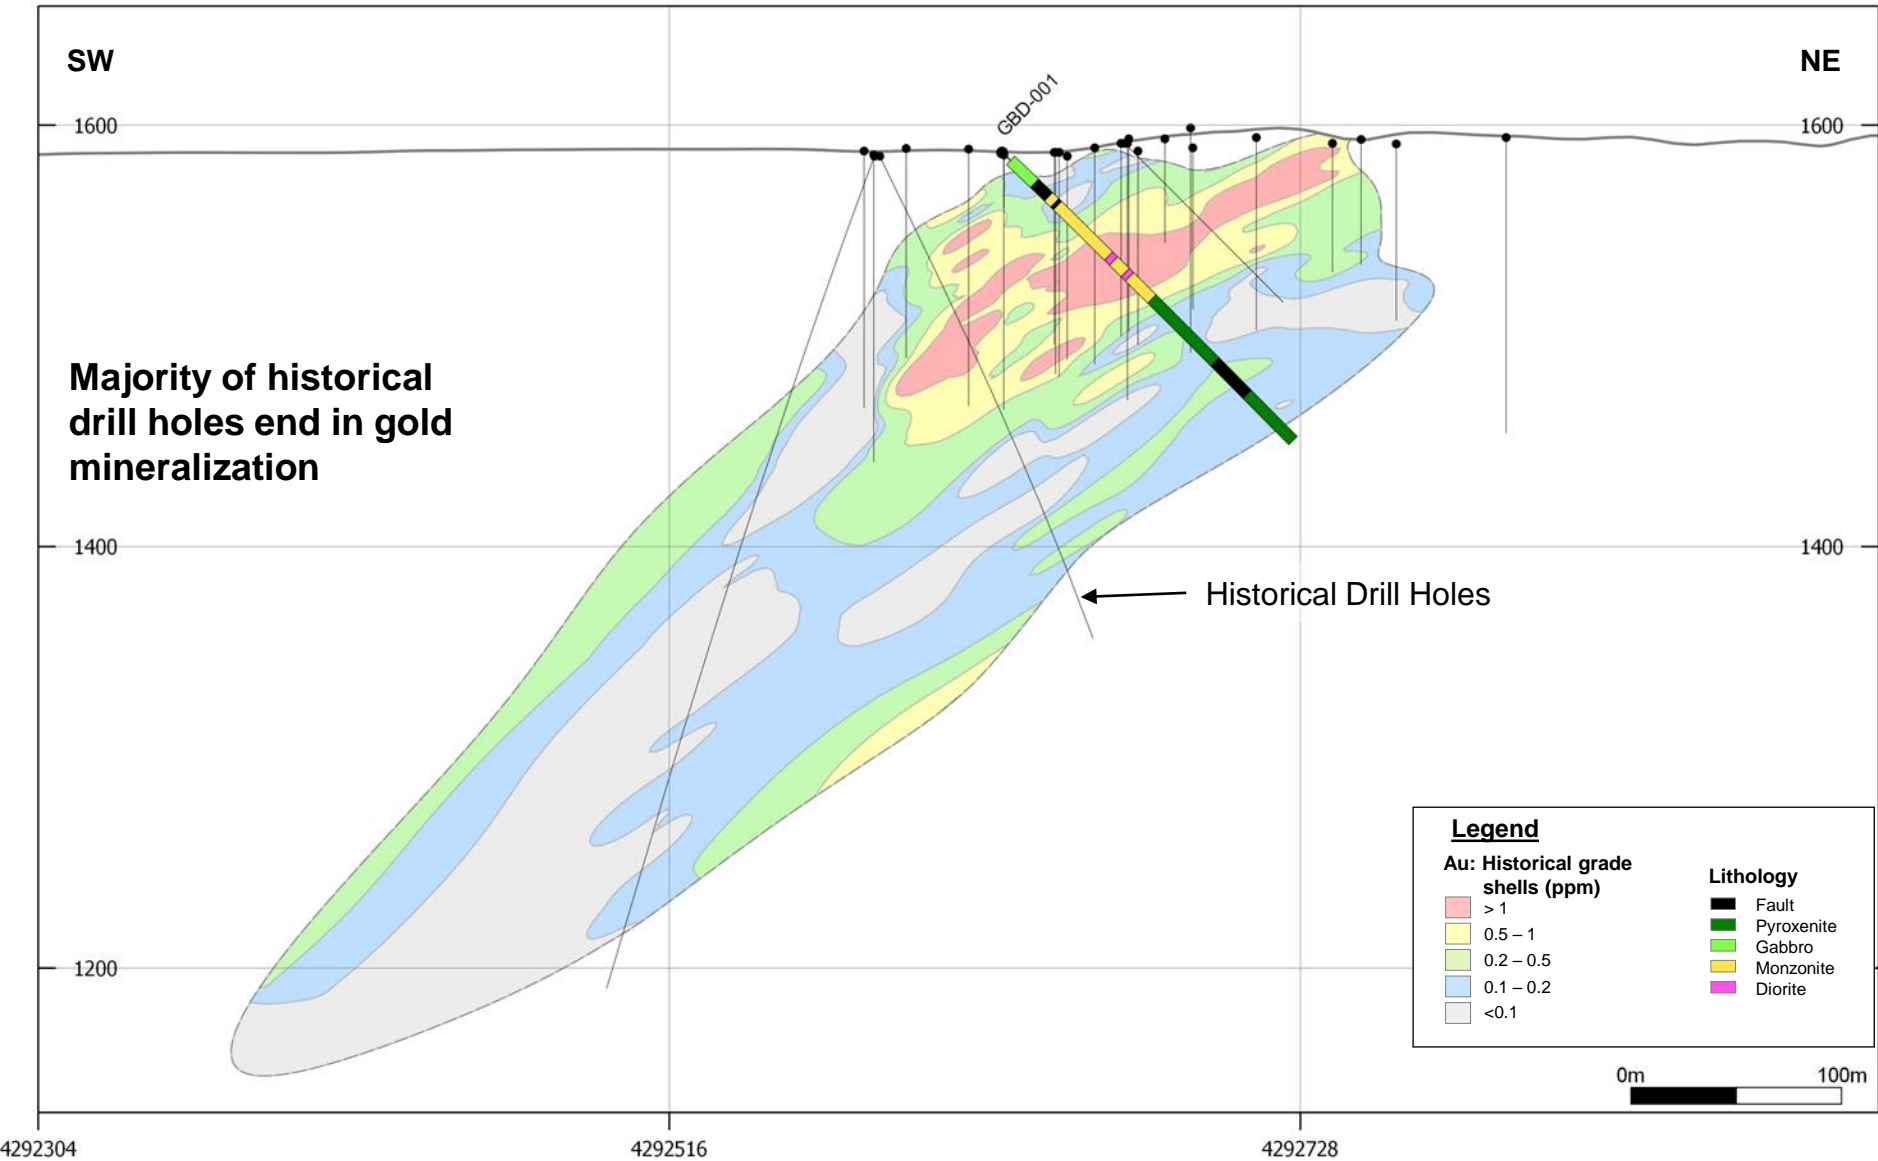 SW
NE
GBD-001
1600
1600
Majority of historical
drill holes end in gold
mineralization
1400
1400
Historical Drill Holes
1200
Legend
Au: Historical grade
shells (ppm)
> 1
0.5 – 1
0.2 – 0.5
0.1 – 0.2
<0.1
Lithology
Fault
Pyroxenite
Gabbro
Monzonite
Diorite
0m
100m
4292304
4292516
4292728